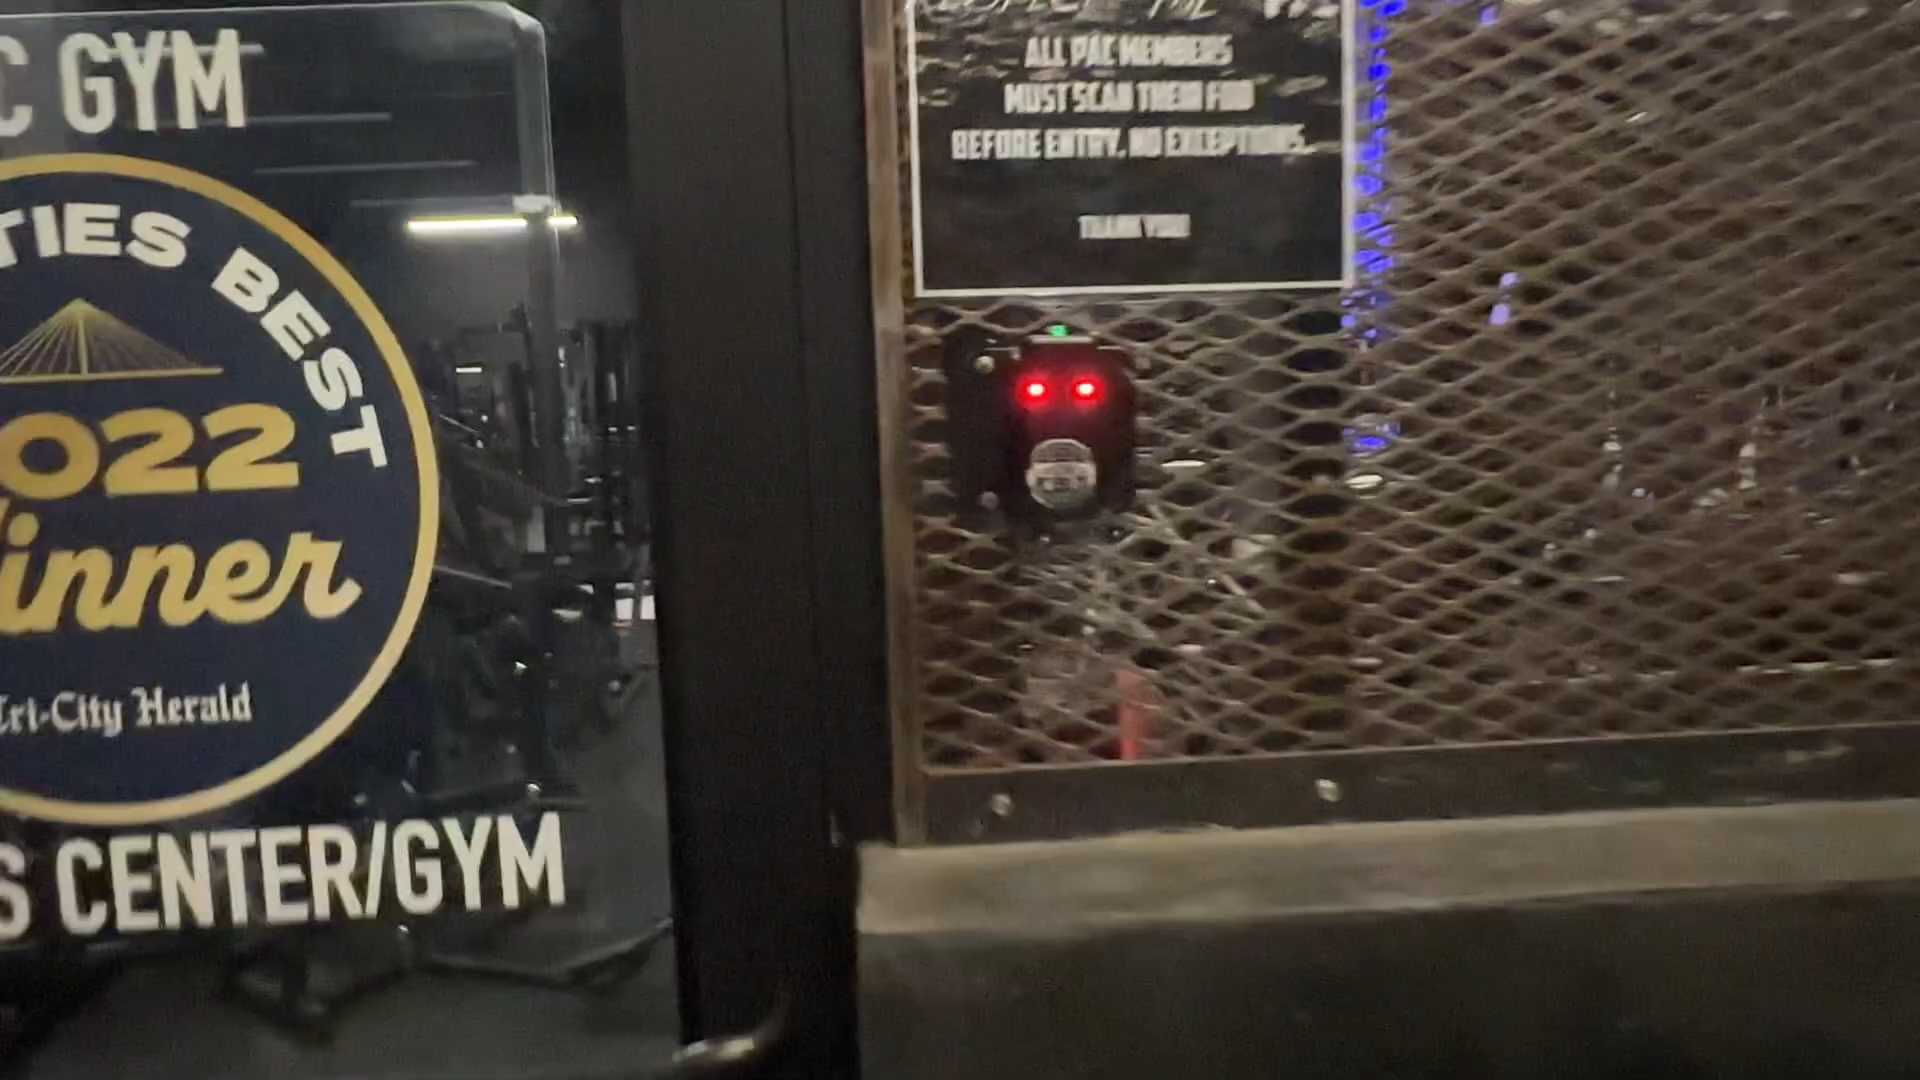 C GYM
TIES BEST
2022
inner
Tri-City Herald
S CENTER/GYM
ALL PAC MEMBERS
MUST SCAN THEIR FOB
BEFORE ENTRY. NO EXCEPTIONS.
THANK YOU!